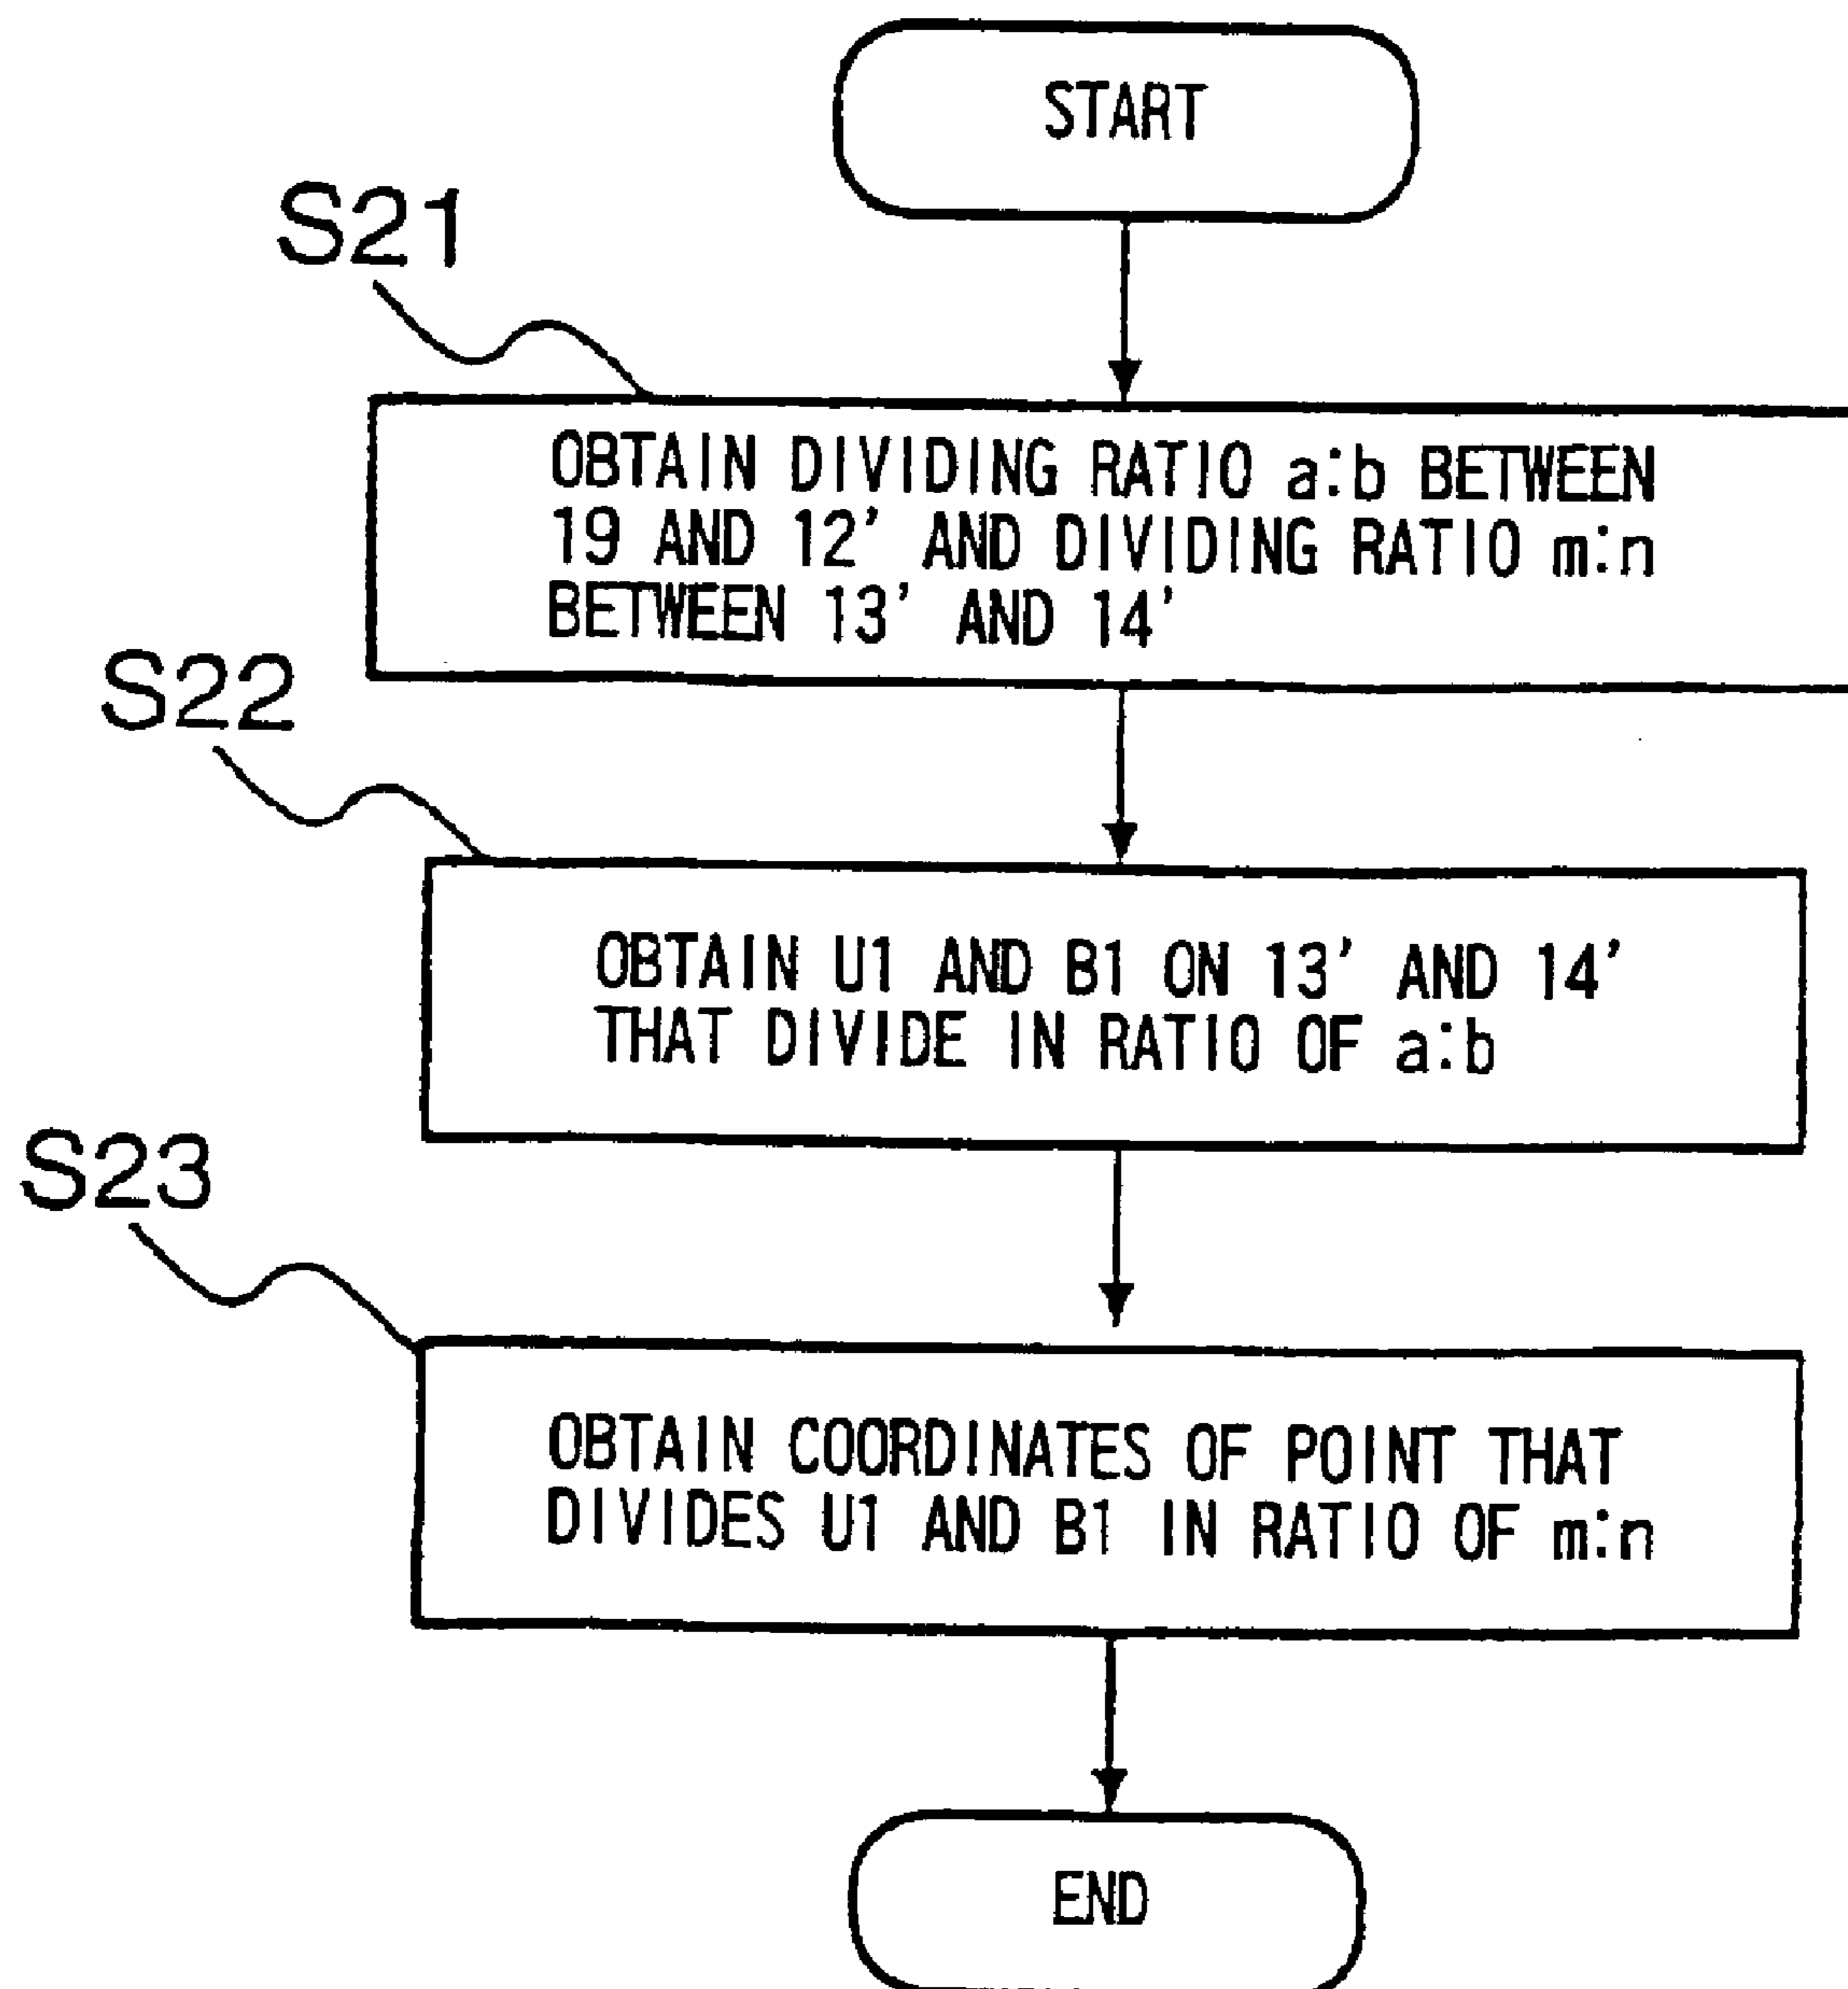 START
S21
OBTAIN DIVIDING RATIO a:b BETWEEN
19 AND 12' AND DIVIDING RATIO m:n
BETWEEN 13' AND 14'
S22
OBTAIN U1 AND B1 ON 13' AND 14'
THAT DIVIDE IN RATIO OF a:b
S23
OBTAIN COORDINATES OF POINT THAT
DIVIDES U1 AND B1 IN RATIO OF m:n
END